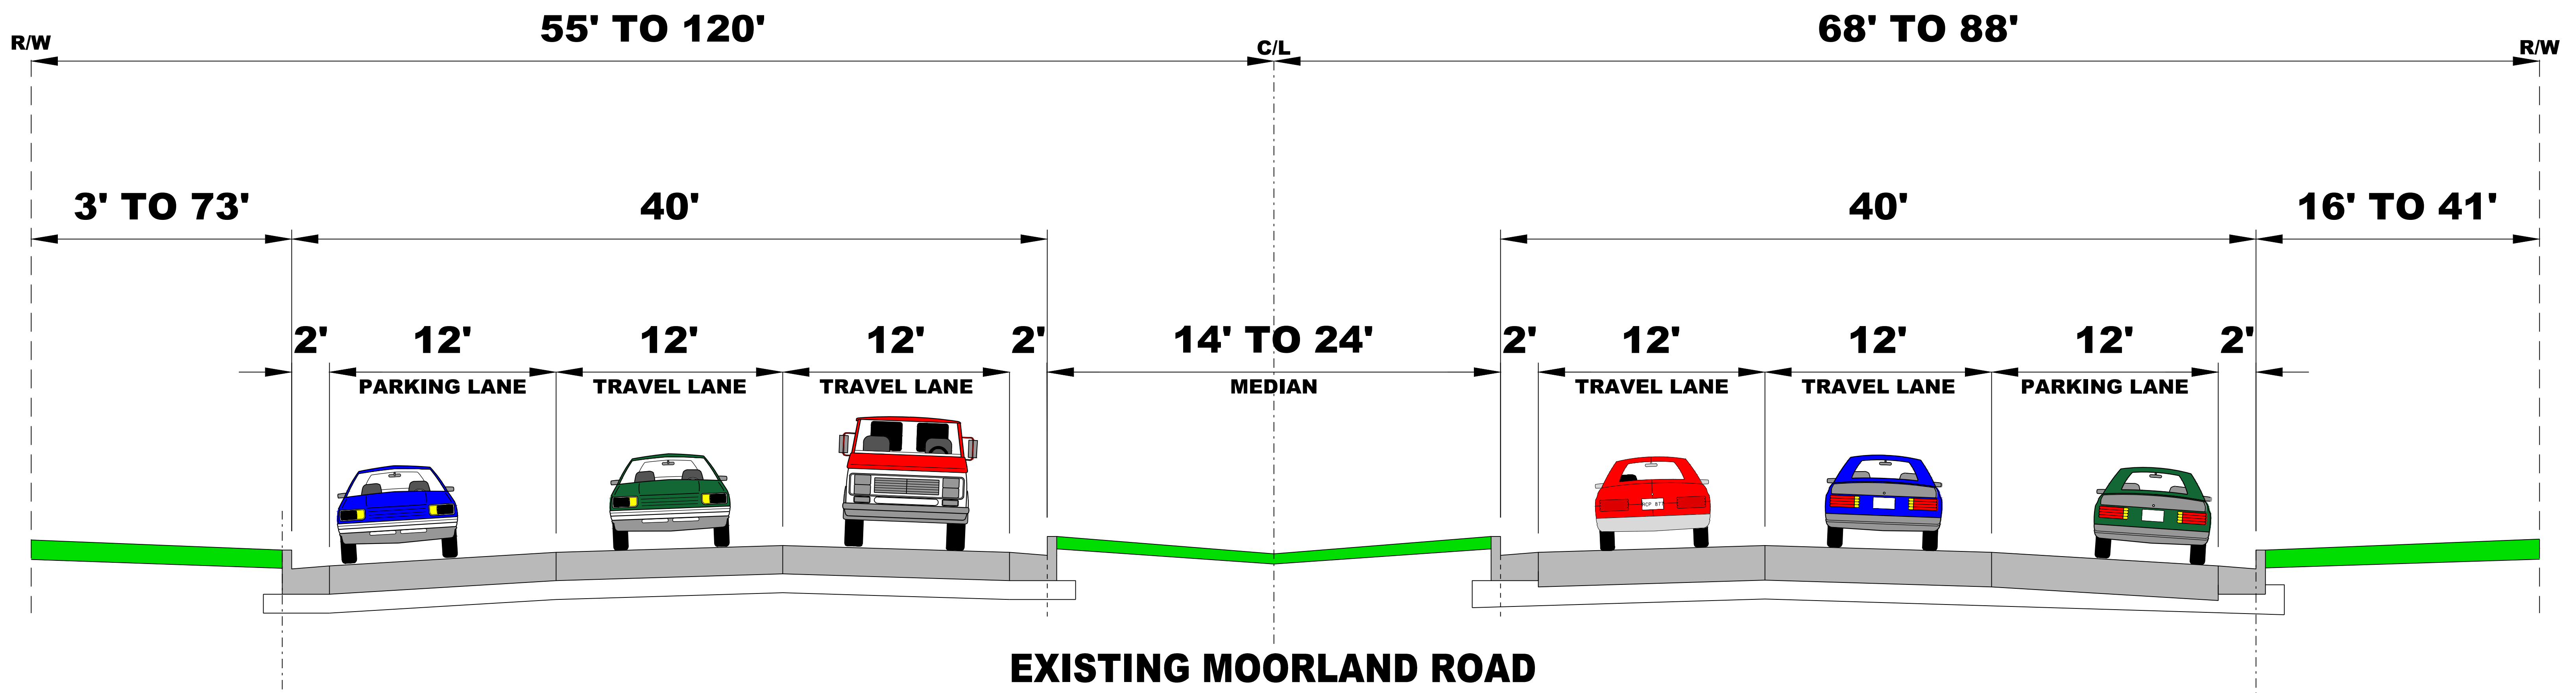 55' TO 120'
68' TO 88'
R/W
C/L
R/W
3' TO 73'
40'
40'
16' TO 41'
2'
12'
12'
12'
2'
14' TO 24'
2'
12'
12'
12'
2'
PARKING LANE
TRAVEL LANE
TRAVEL LANE
MEDIAN
TRAVEL LANE
TRAVEL LANE
PARKING LANE
EXISTING MOORLAND ROAD